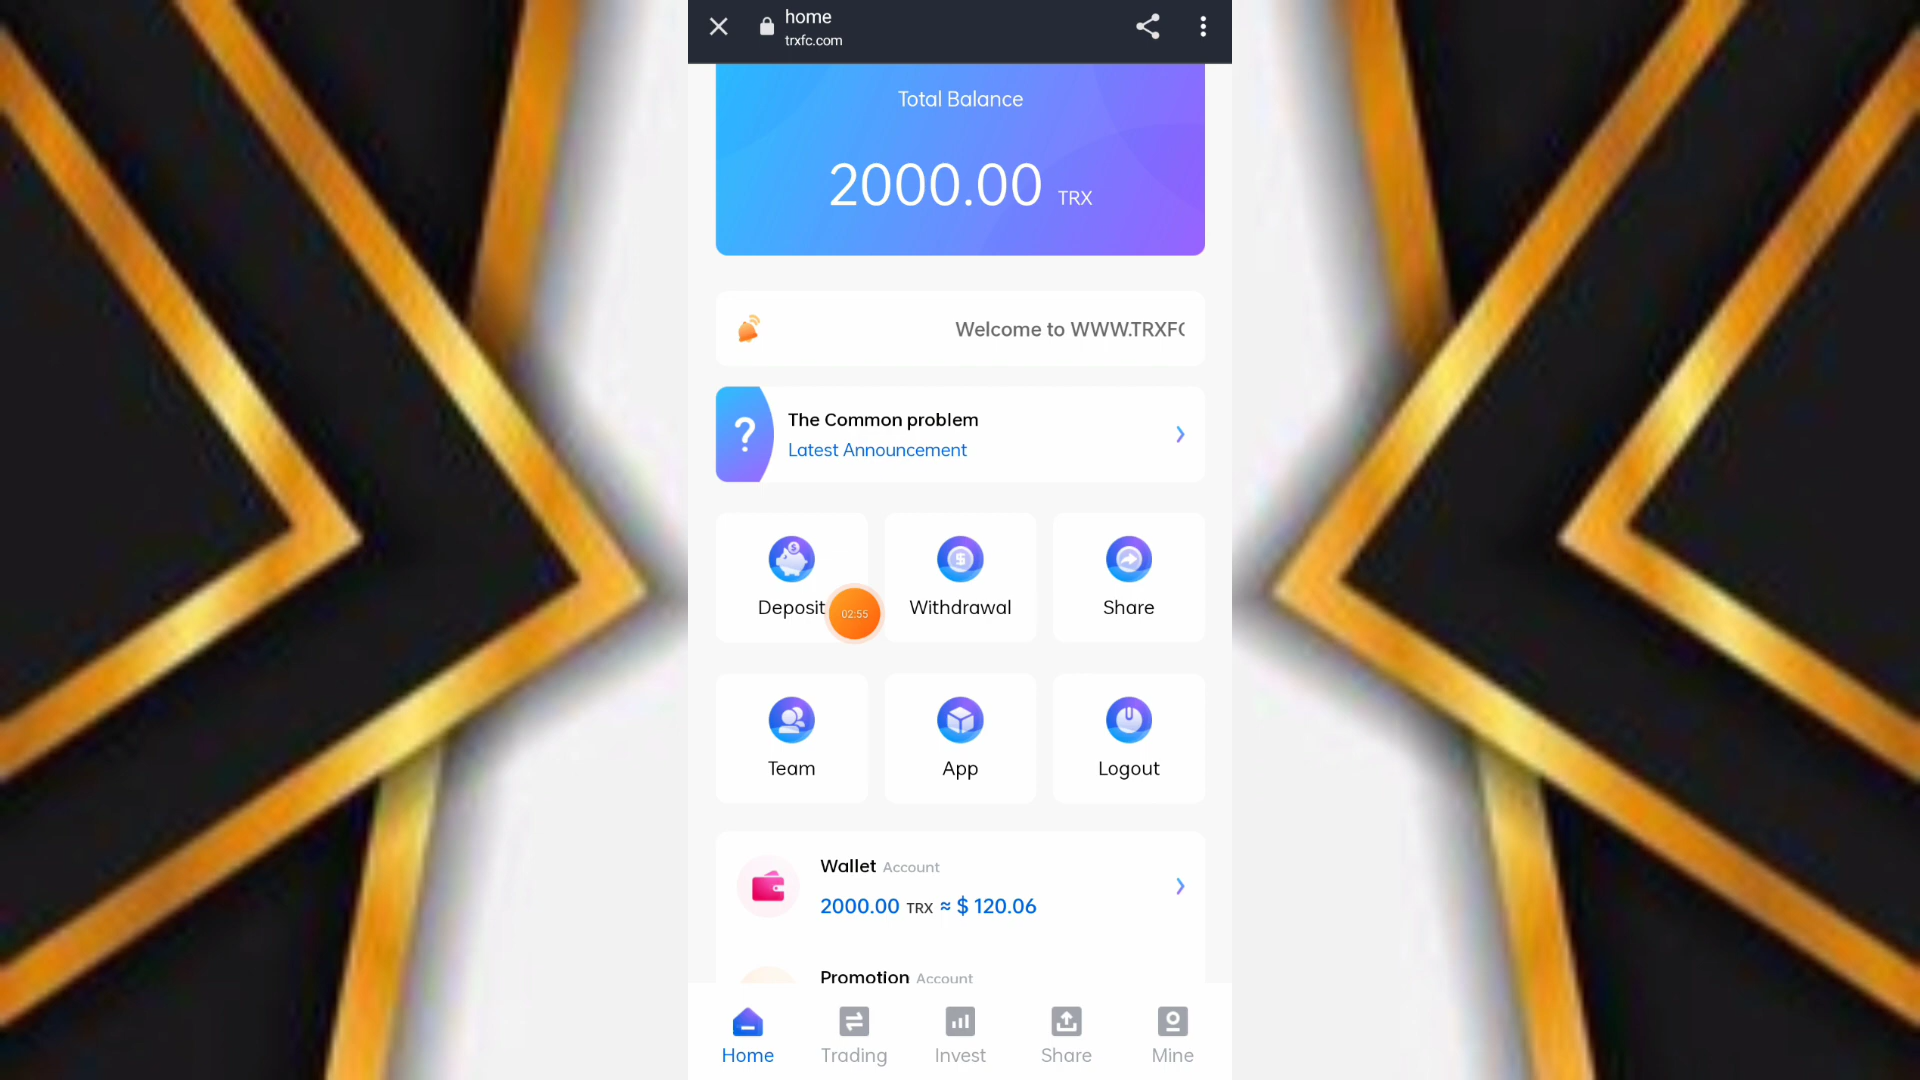 home
trxfc.com
Total Balance
2000.00 TRX
Welcome to WWW.TRXFC
The Common problem
Latest Announcement
Deposit
02:55
Withdrawal
Share
Team
App
Logout
Wallet Account
2000.00 TRX ≈ $ 120.06
Promotion Account
Home
Trading
Invest
Share
Mine